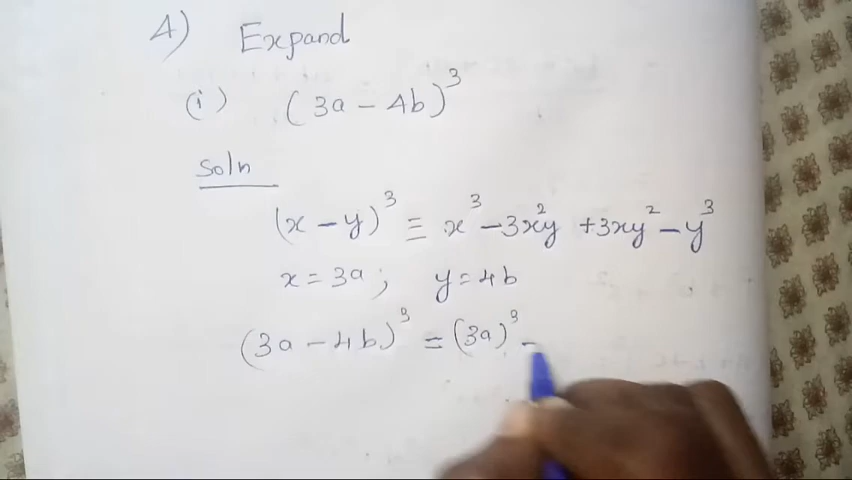 4) Expand
(i) (3a - 4b)³
Soln
(x - y)³ ≡ x³ - 3x²y + 3xy² - y³
x = 3a; y = 4b
(3a - 4b)³ = (3a)³ -